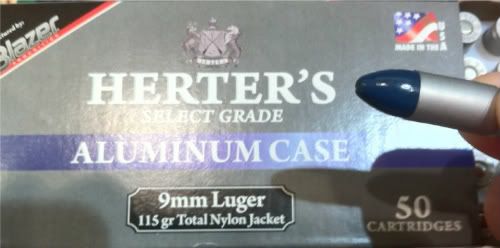 Blazer
MADE IN THE
USA
HERTERS
HERTER'S
SELECT GRADE
ALUMINUM CASE
9mm Luger
115 gr Total Nylon Jacket
50
CARTRIDGES